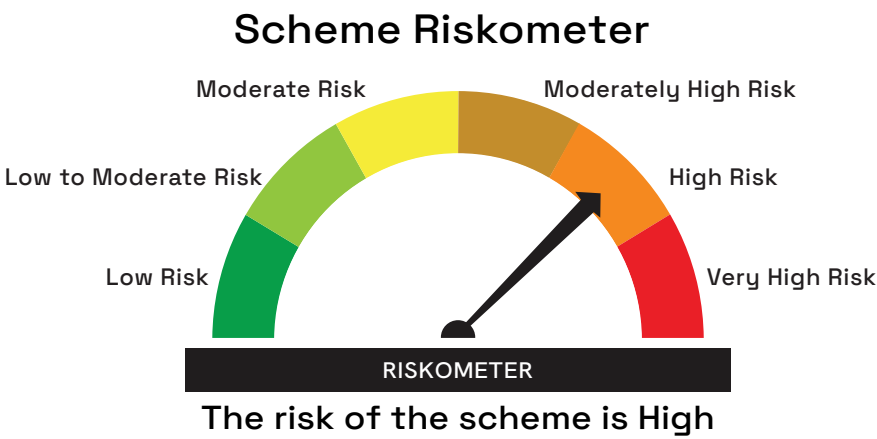 Scheme Riskometer
Moderate Risk
Moderately High Risk
Low to Moderate Risk
High Risk
Low Risk
Very High Risk
RISKOMETER
The risk of the scheme is High